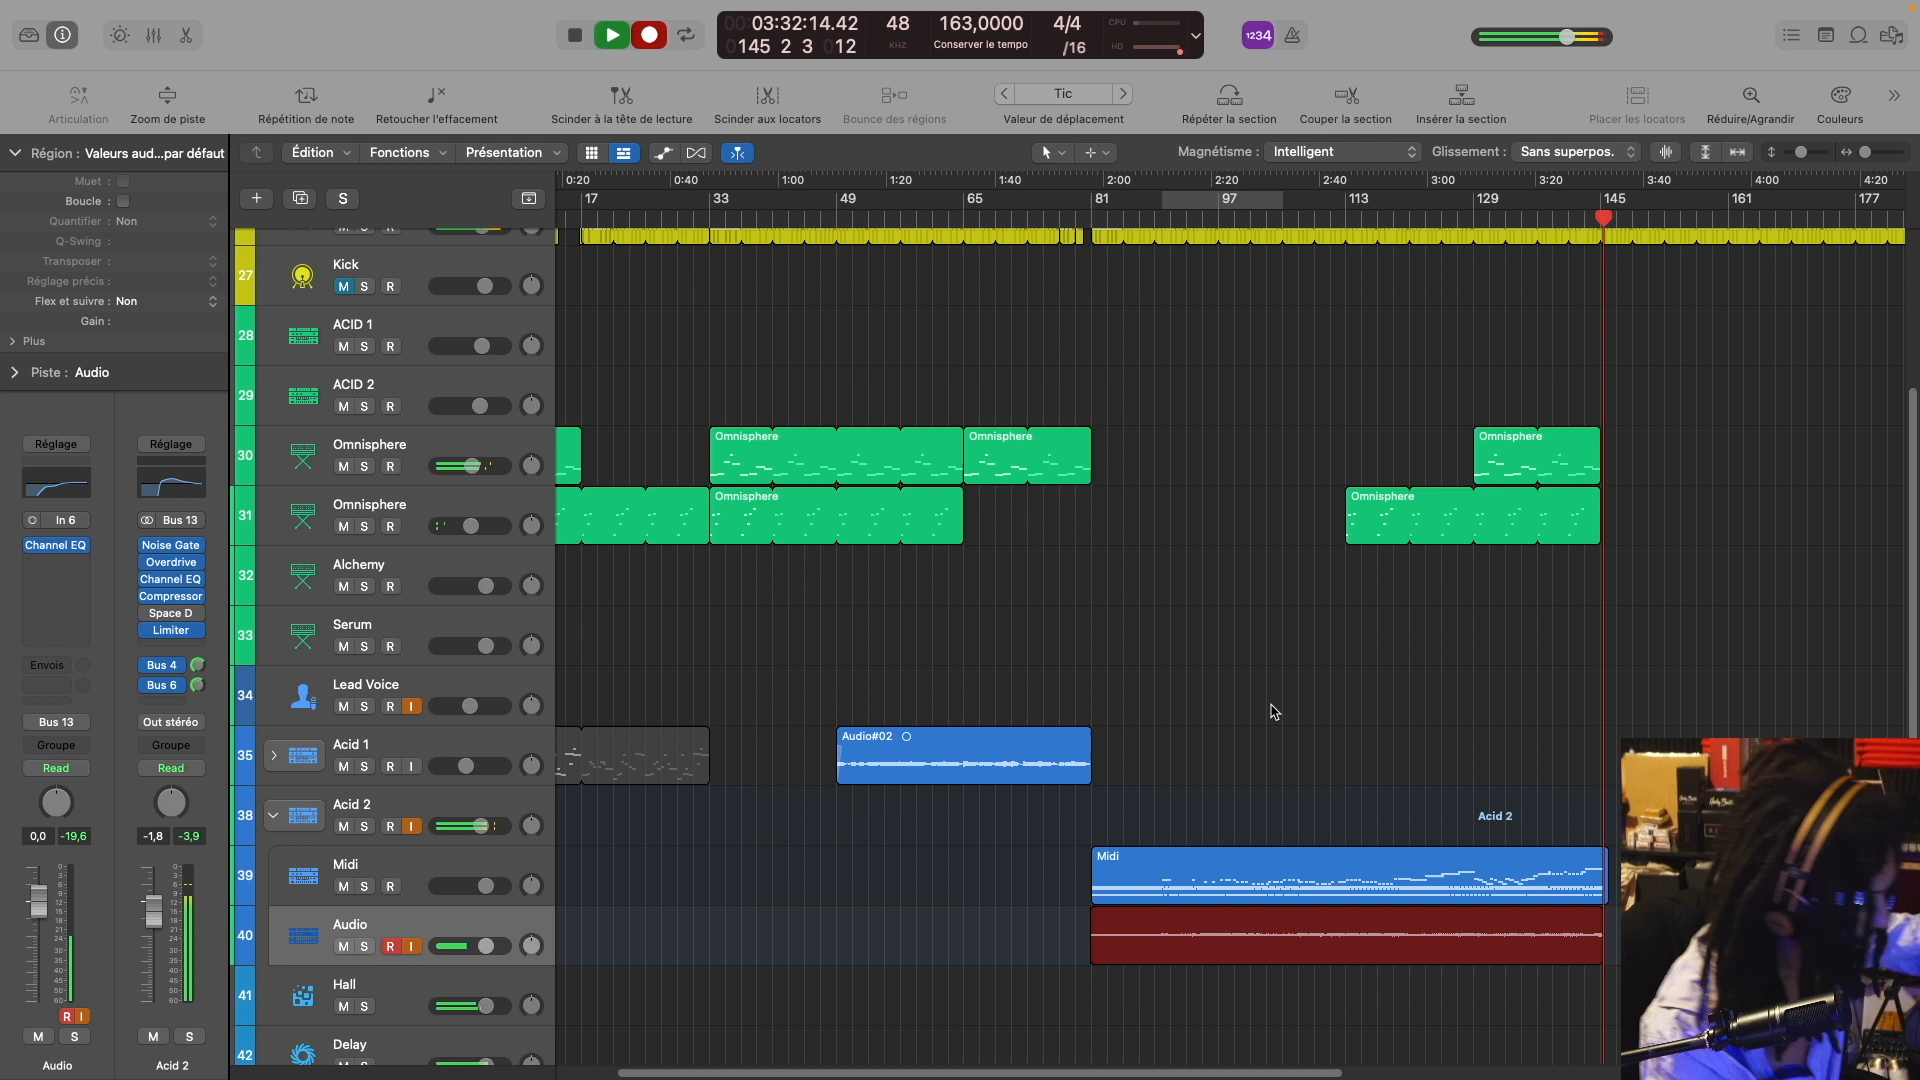 00:03:32:14.42
48
163,0000
4/4
CPU
0145 2 3 012
KHZ
Conserver le tempo
/16
HD
1234
Articulation
Zoom de piste
Répétition de note
Retoucher l'effacement
Scinder à la tête de lecture
Scinder aux locators
Bounce des régions
Tic
Valeur de déplacement
Répéter la section
Couper la section
Insérer la section
Placer les locators
Réduire/Agrandir
Couleurs
Région : Valeurs aud...par défaut
Édition
Fonctions
Présentation
Magnétisme : Intelligent
Glissement : Sans superpos.
Muet :
Boucle :
Quantifier : Non
Q-Swing :
Transposer :
Réglage précis :
Flex et suivre : Non
Gain :
Plus
Piste : Audio
S
0:20
0:40
1:00
1:20
1:40
2:00
2:20
2:40
3:00
3:20
3:40
4:00
4:20
17
33
49
65
81
97
113
129
145
161
177
27
Kick
M S R
28
ACID 1
M S R
29
ACID 2
M S R
30
Omnisphere
M S R
Omnisphere
Omnisphere
Omnisphere
31
Omnisphere
M S R
Omnisphere
Omnisphere
32
Alchemy
M S R
33
Serum
M S R
34
Lead Voice
M S R I
35
Acid 1
M S R I
Audio#02
38
Acid 2
M S R I
Acid 2
39
Midi
M S R
Midi
40
Audio
M S R I
41
Hall
M S
42
Delay
Réglage
Réglage
In 6
Bus 13
Channel EQ
Noise Gate
Overdrive
Channel EQ
Compressor
Space D
Limiter
Envois
Bus 4
Bus 6
Bus 13
Out stéréo
Groupe
Groupe
Read
Read
0,0
-19,6
-1,8
-3,9
R I
M S
M S
Audio
Acid 2